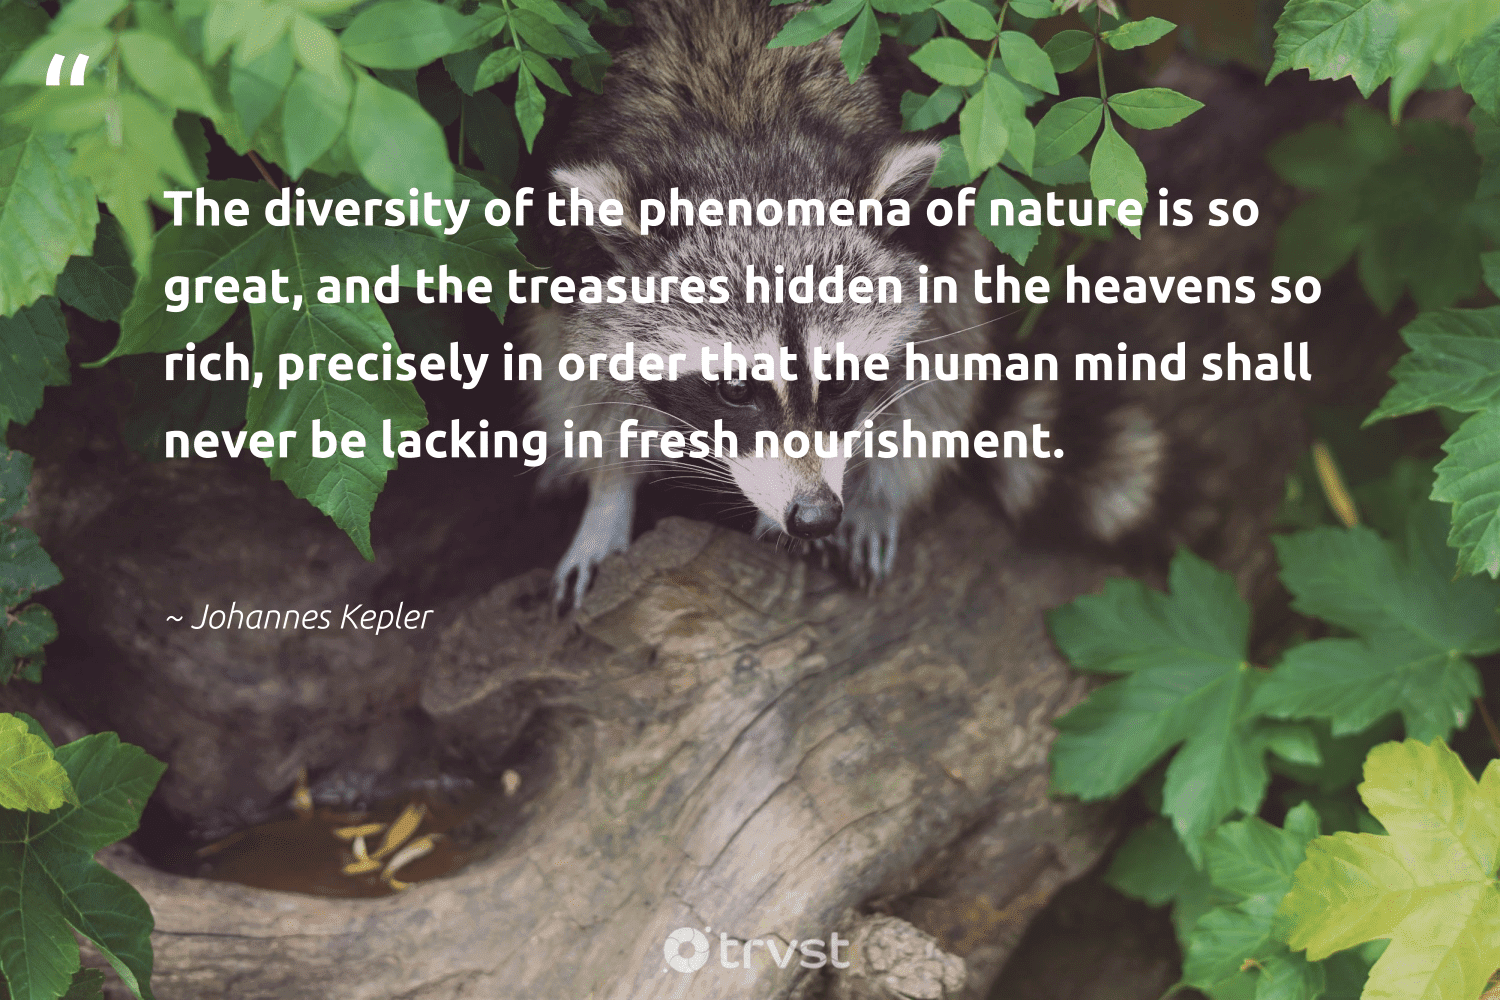 “
The diversity of the phenomena of nature is so
great, and the treasures hidden in the heavens so
rich, precisely in order that the human mind shall
never be lacking in fresh nourishment.
~ Johannes Kepler
trvst